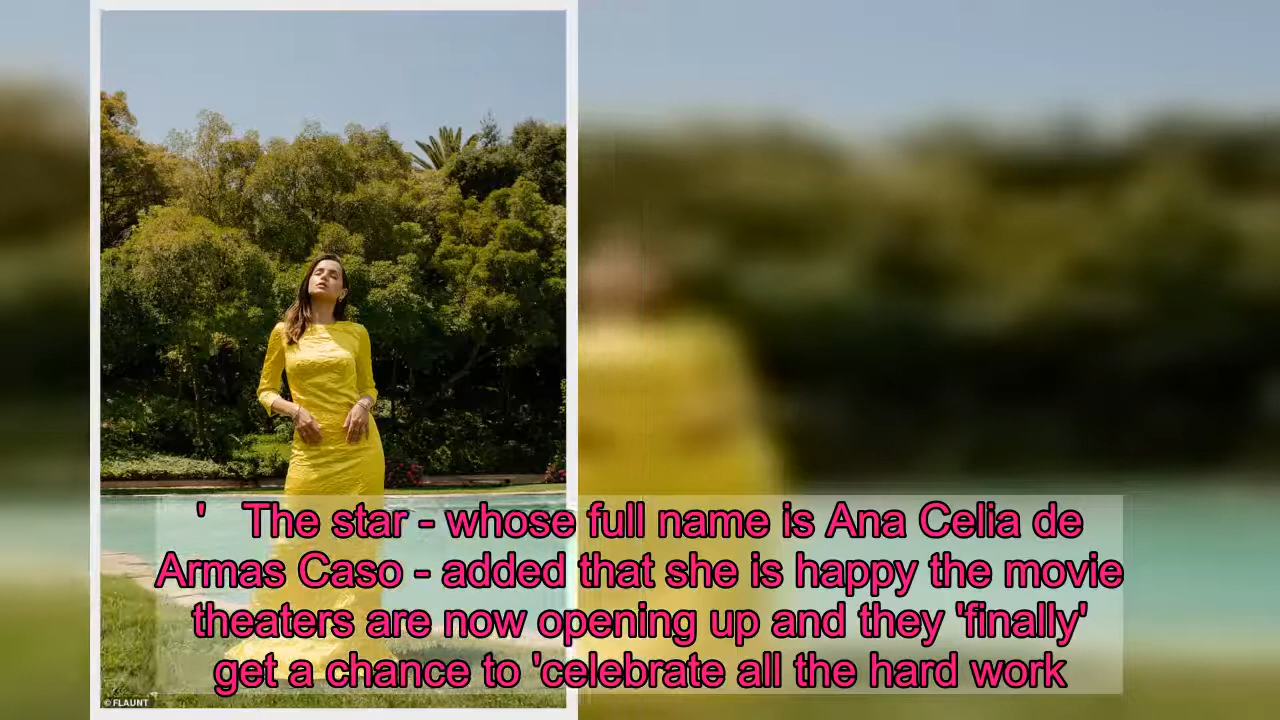 ' The star - whose full name is Ana Celia de
Armas Caso - added that she is happy the movie
theaters are now opening up and they 'finally'
get a chance to 'celebrate all the hard work
© FLAUNT